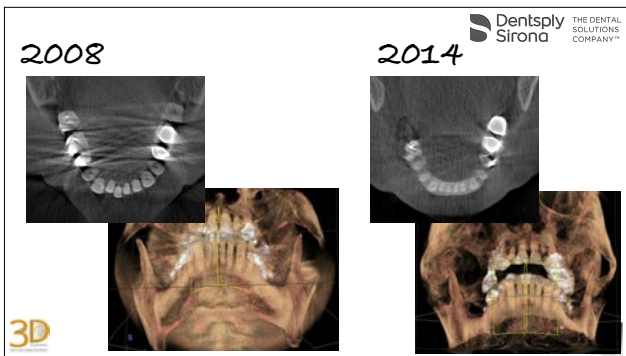 2008
2014
Dentsply
Sirona
THE DENTAL
SOLUTIONS
COMPANY™
3D